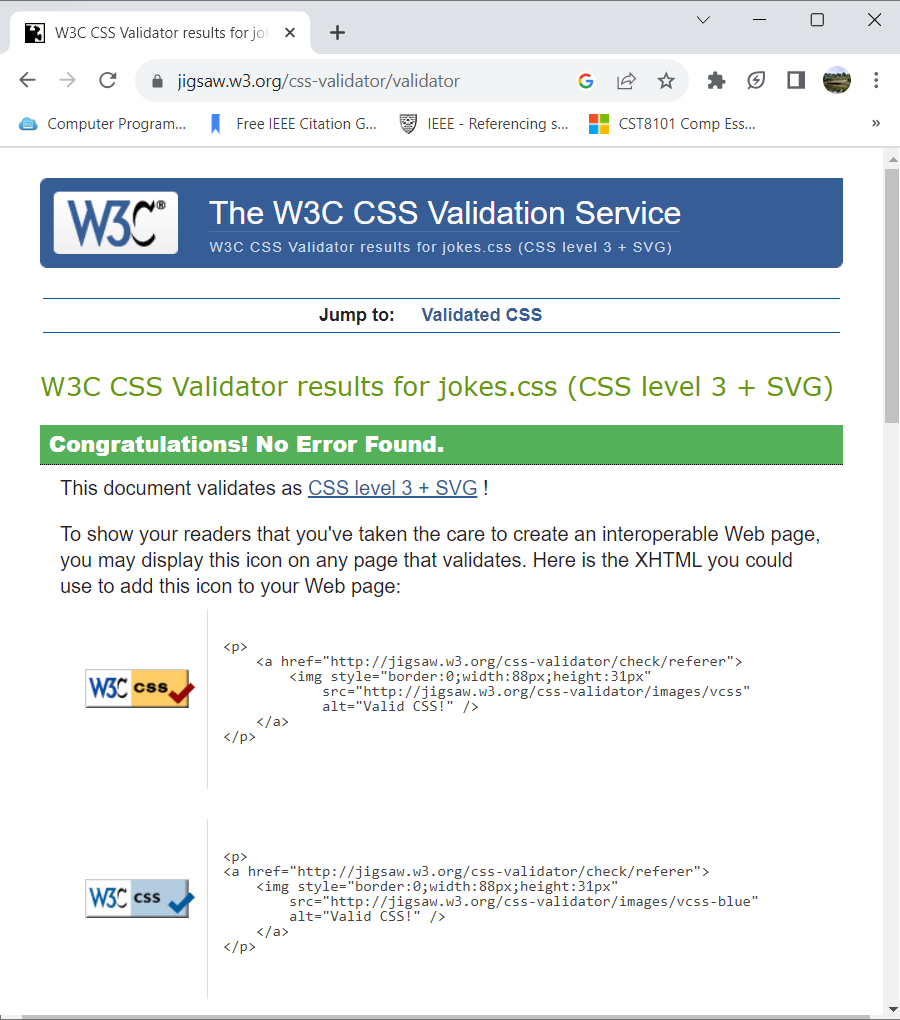 W3C CSS Validator results for jo
jigsaw.w3.org/css-validator/validator
Computer Program...
Free IEEE Citation G...
IEEE - Referencing s...
CST8101 Comp Ess...
»
W3C®
The W3C CSS Validation Service
W3C CSS Validator results for jokes.css (CSS level 3 + SVG)
Jump to: Validated CSS
W3C CSS Validator results for jokes.css (CSS level 3 + SVG)
Congratulations! No Error Found.
This document validates as CSS level 3 + SVG !
To show your readers that you've taken the care to create an interoperable Web page,
you may display this icon on any page that validates. Here is the XHTML you could
use to add this icon to your Web page:
W3C css
<p>
    <a href="http://jigsaw.w3.org/css-validator/check/referer">
        <img style="border:0;width:88px;height:31px"
            src="http://jigsaw.w3.org/css-validator/images/vcss"
            alt="Valid CSS!" />
    </a>
</p>
W3C css
<p>
<a href="http://jigsaw.w3.org/css-validator/check/referer">
    <img style="border:0;width:88px;height:31px"
        src="http://jigsaw.w3.org/css-validator/images/vcss-blue"
        alt="Valid CSS!" />
    </a>
</p>